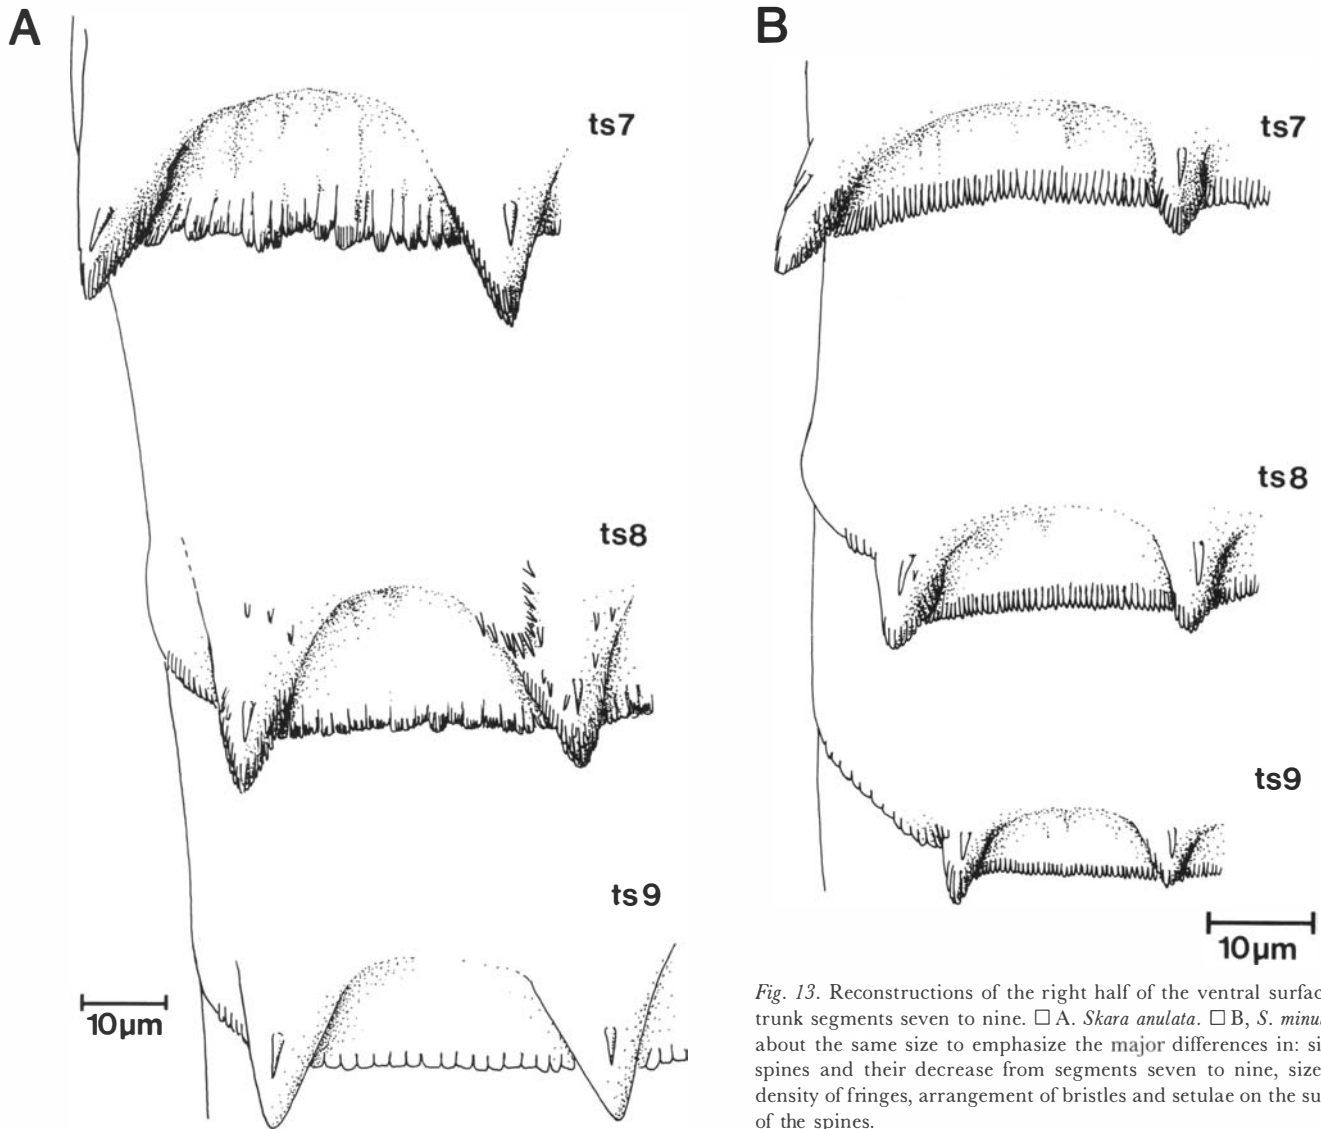 A
ts7
ts8
ts9
10µm
B
ts7
ts8
ts9
10µm
Fig. 13. Reconstructions of the right half of the ventral surfac
trunk segments seven to nine. □ A. Skara anulata. □ B, S. minu
about the same size to emphasize the major differences in: si
spines and their decrease from segments seven to nine, size
density of fringes, arrangement of bristles and setulae on the su
of the spines.